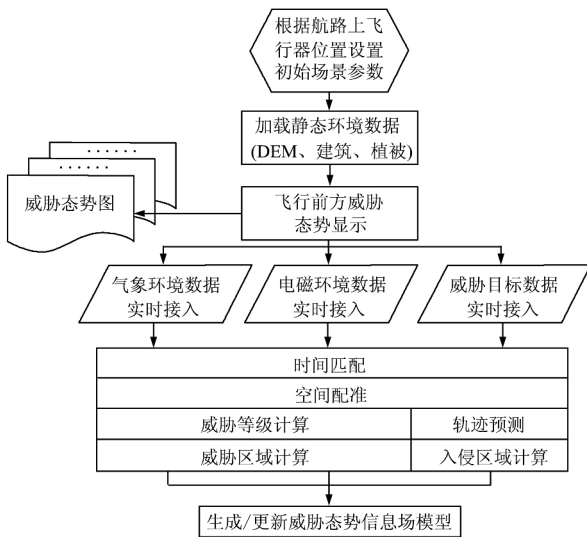 根据航路上飞
行器位置设置
初始场景参数
加载静态环境数据
(DEM、建筑、植被)
······
······
威胁态势图
飞行前方威胁
态势显示
气象环境数据
实时接入
电磁环境数据
实时接入
威胁目标数据
实时接入
时间匹配
空间配准
威胁等级计算
轨迹预测
威胁区域计算
入侵区域计算
生成/更新威胁态势信息场模型